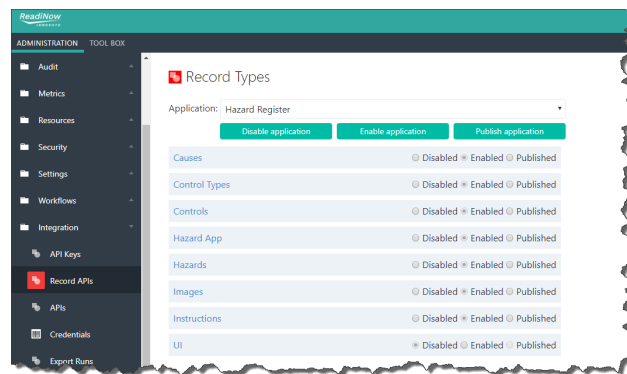 ReadiNow
ADMINISTRATION TOOL BOX
Audit
Metrics
Resources
Security
Settings
Workflows
Integration
API Keys
Record APIs
APIs
Credentials
Export Runs
Record Types
Application: Hazard Register
Disable application Enable application Publish application
Causes Disabled Enabled Published
Control Types Disabled Enabled Published
Controls Disabled Enabled Published
Hazard App Disabled Enabled Published
Hazards Disabled Enabled Published
Images Disabled Enabled Published
Instructions Disabled Enabled Published
UI Disabled Enabled Published